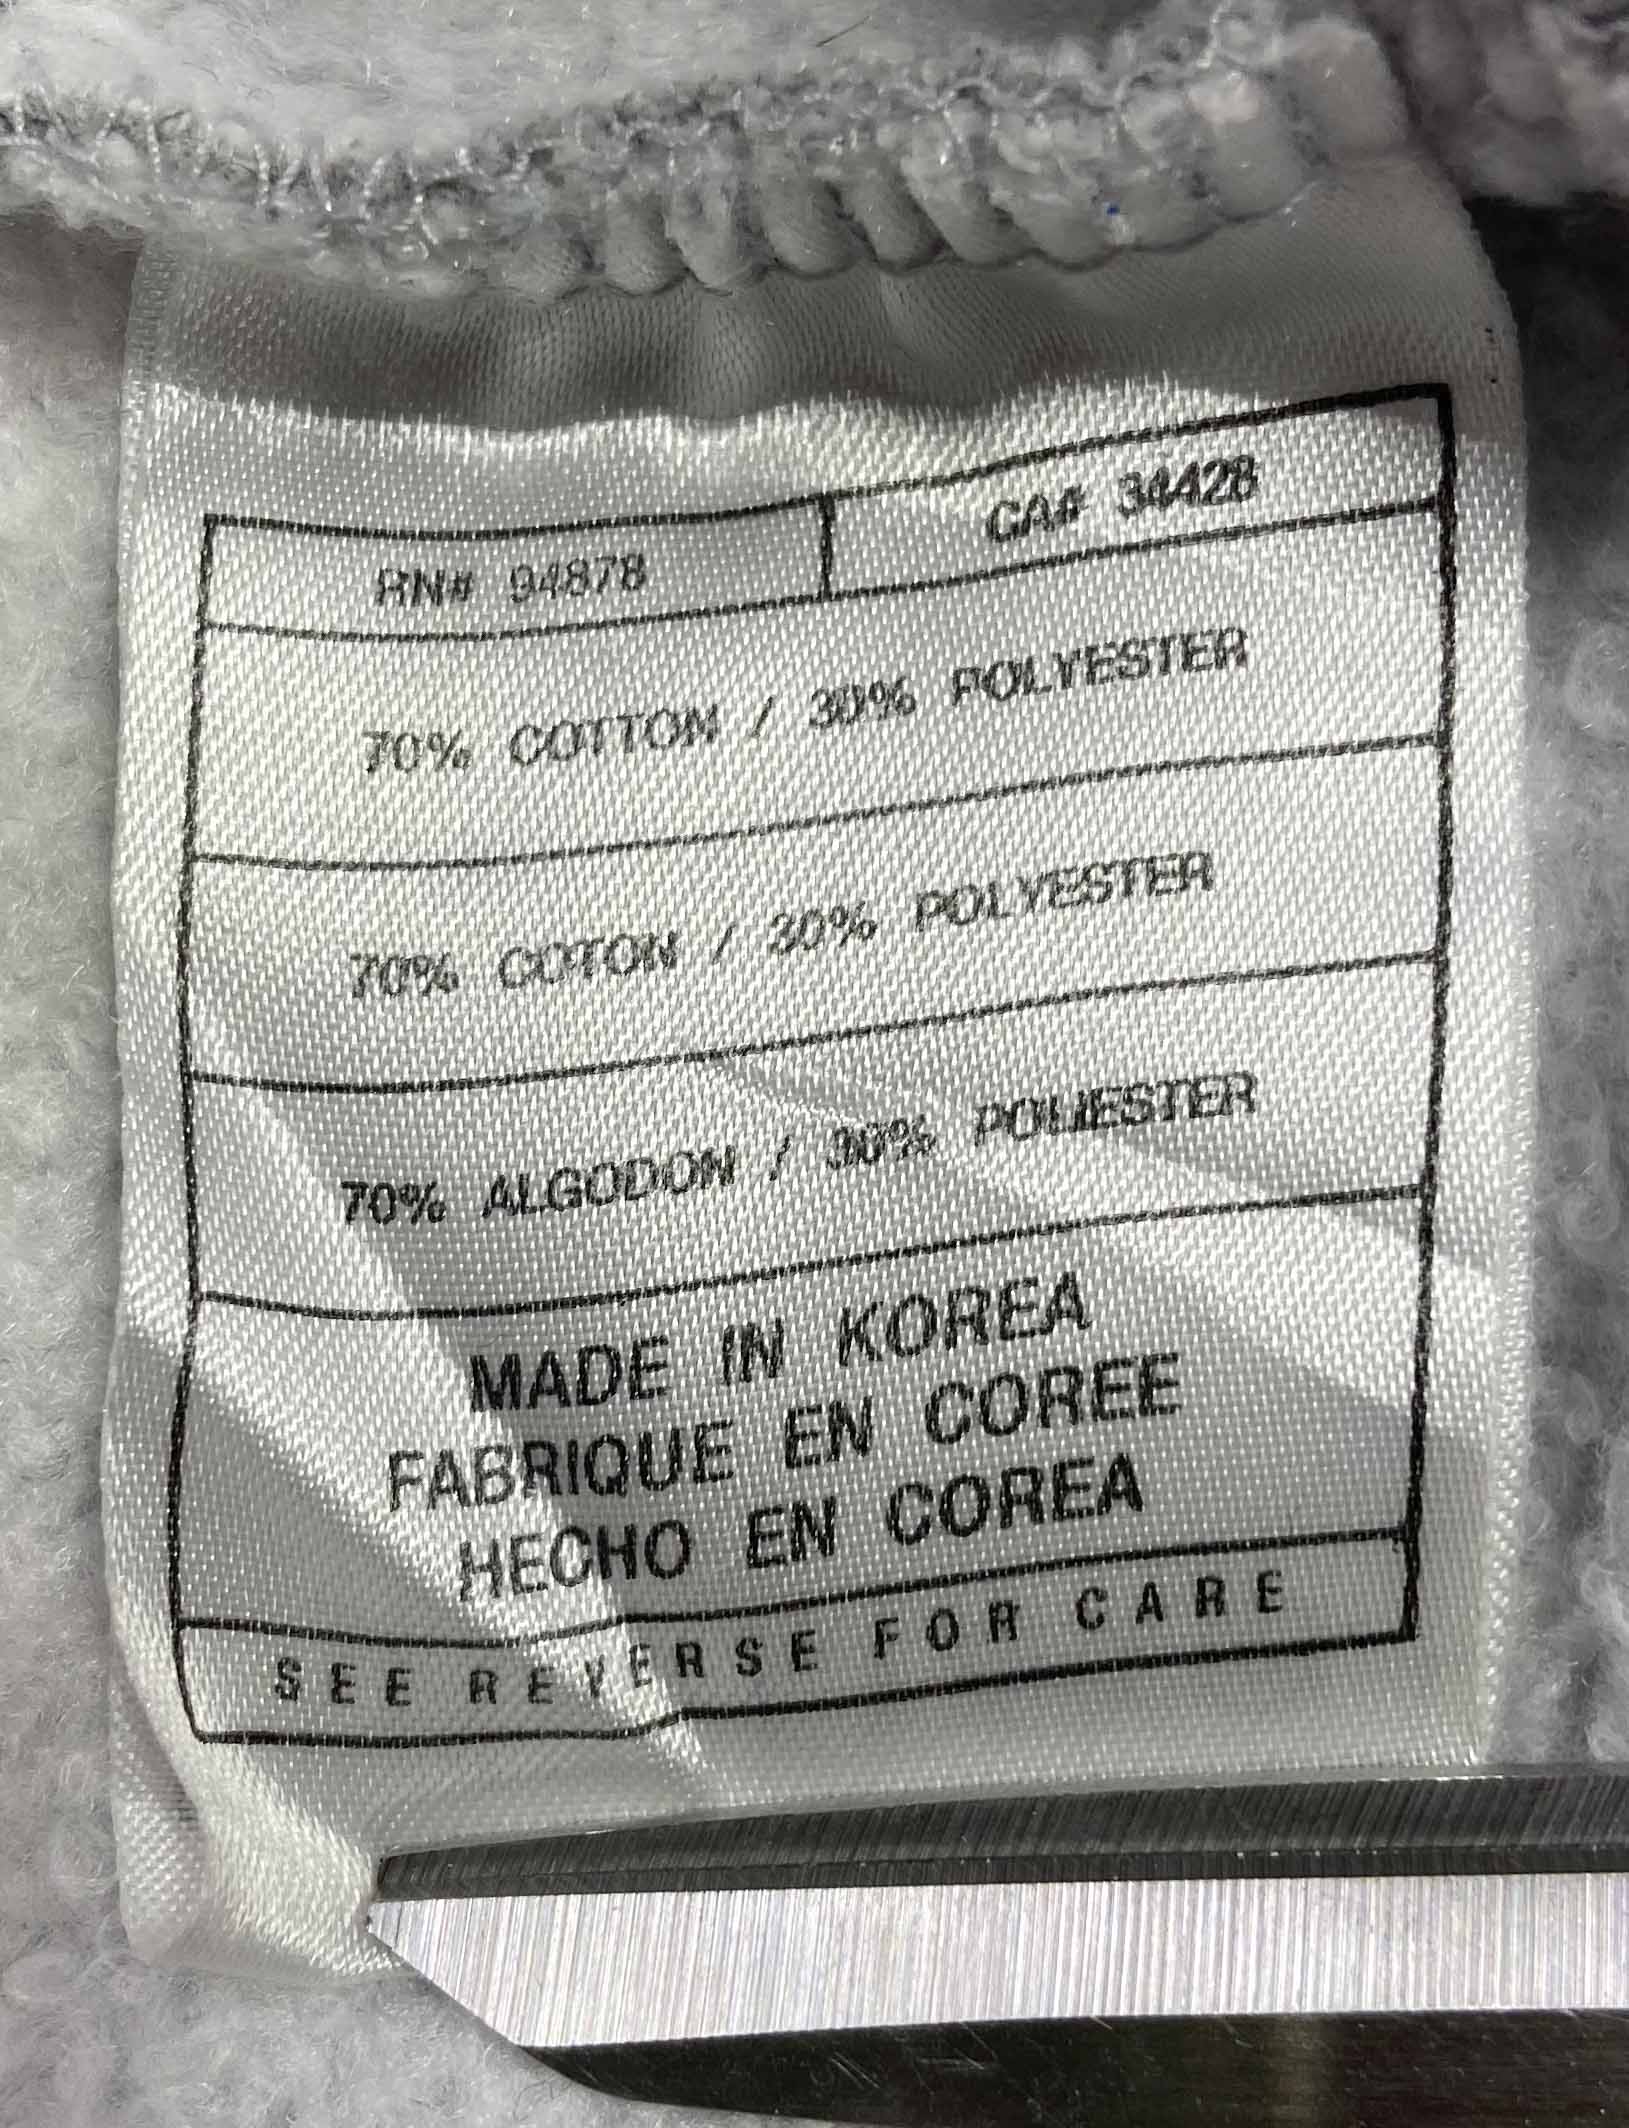 RN# 94878
CA# 34428
70% COTTON / 30% POLYESTER
70% COTON / 30% POLYESTER
70% ALGODON / 30% POLIESTER
MADE IN KOREA
FABRIQUE EN COREE
HECHO EN COREA
SEE REVERSE FOR CARE